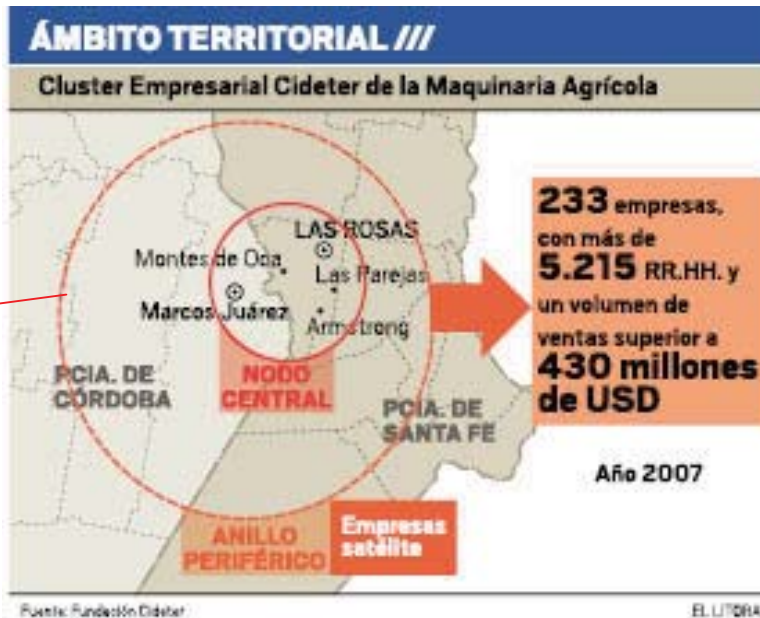 ÁMBITO TERRITORIAL ///
Cluster Empresarial Cideter de la Maquinaria Agrícola
LAS ROSAS
Montes de Oca
Las Parejas
Marcos Juárez
Armstrong
PCIA. DE
CÓRDOBA
NODO
CENTRAL
PCIA. DE
SANTA FE
ANILLO
PERIFÉRICO
Empresas
satélite
233 empresas,
con más de
5.215 RR.HH. y
un volumen de
ventas superior a
430 millones
de USD
Año 2007
Fuente: Fundación Cideter
EL LITORA